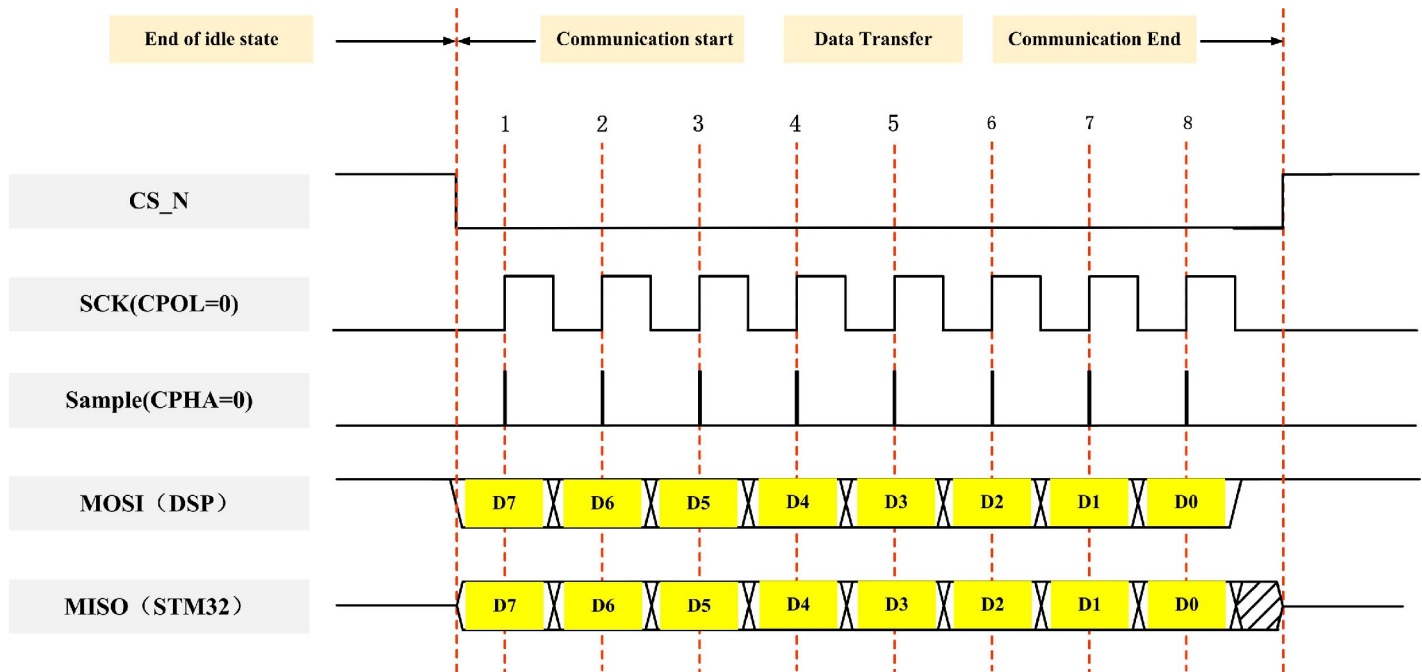 End of idle state
Communication start
Data Transfer
Communication End
1 2 3 4 5 6 7 8
CS_N
SCK(CPOL=0)
Sample(CPHA=0)
MOSI（DSP）
D7 D6 D5 D4 D3 D2 D1 D0
MISO（STM32）
D7 D6 D5 D4 D3 D2 D1 D0